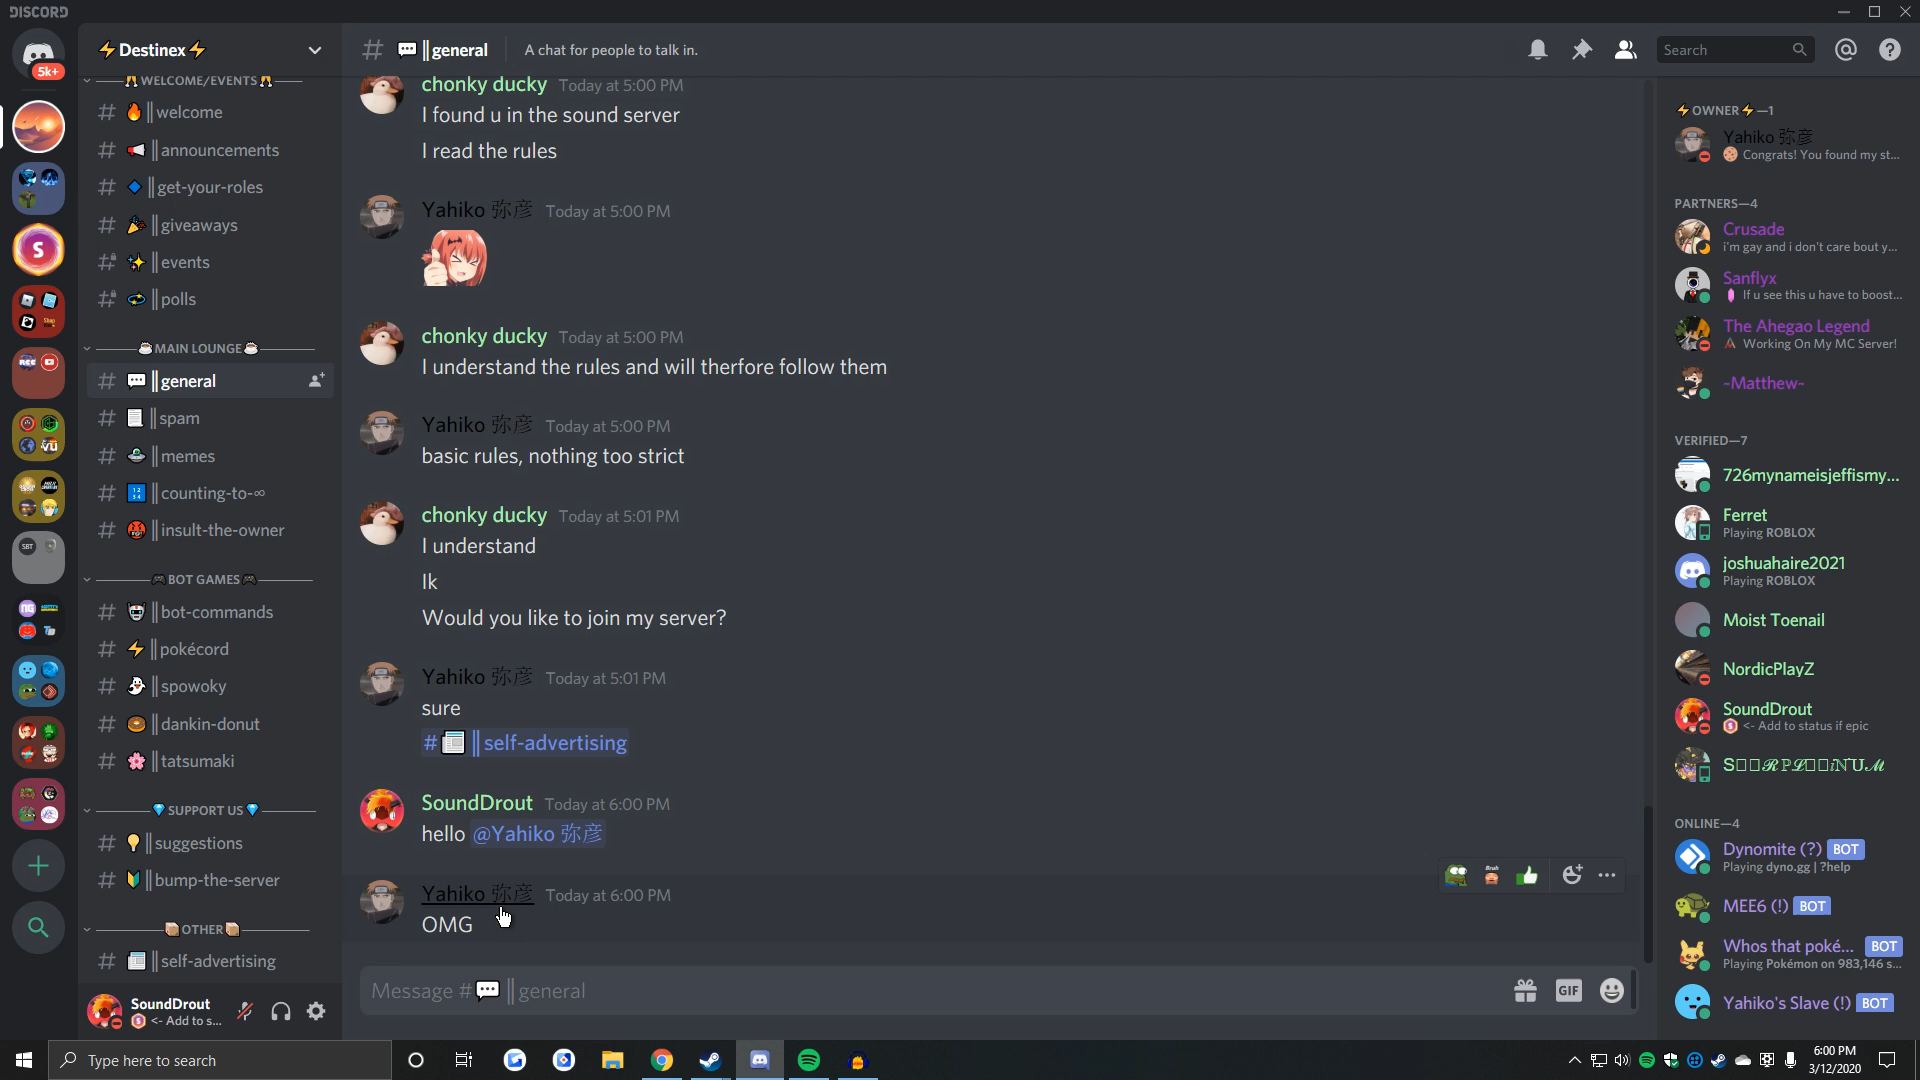 DISCORD
5k+
⚡Destinex⚡
WELCOME/EVENTS
# 🔥║welcome
# 📢║announcements
# 🔷║get-your-roles
# 🎉║giveaways
# ✨║events
# 💫║polls
☕MAIN LOUNGE☕
# 💬║general
# 📃║spam
# 🛸║memes
# 🔢║counting-to-∞
# 🤬║insult-the-owner
🎮BOT GAMES🎮
# 🤖║bot-commands
# ⚡║pokécord
# 👻║spowoky
# 🍩║dankin-donut
# 🌸║tatsumaki
💎SUPPORT US💎
# 💡║suggestions
# 🔰║bump-the-server
📦OTHER📦
# 📰║self-advertising
SoundDrout
<- Add to s...
# 💬║general
A chat for people to talk in.
Search
chonky ducky Today at 5:00 PM
I found u in the sound server
I read the rules
Yahiko 弥彦 Today at 5:00 PM
chonky ducky Today at 5:00 PM
I understand the rules and will therfore follow them
Yahiko 弥彦 Today at 5:00 PM
basic rules, nothing too strict
chonky ducky Today at 5:01 PM
I understand
Ik
Would you like to join my server?
Yahiko 弥彦 Today at 5:01 PM
sure
#📰║self-advertising
SoundDrout Today at 6:00 PM
hello @Yahiko 弥彦
Yahiko 弥彦 Today at 6:00 PM
OMG
Message #💬║general
GIF
⚡OWNER⚡—1
Yahiko 弥彦
Congrats! You found my st...
PARTNERS—4
Crusade
i'm gay and i don't care bout y...
Sanflyx
If u see this u have to boost...
The Ahegao Legend
Working On My MC Server!
-Matthew-
VERIFIED—7
726mynameisjeffismy...
Ferret
Playing ROBLOX
joshuahaire2021
Playing ROBLOX
Moist Toenail
NordicPlayZ
SoundDrout
<- Add to status if epic
ONLINE—4
Dynomite (?) BOT
Playing dyno.gg | ?help
MEE6 (!) BOT
Whos that poké... BOT
Playing Pokémon on 983,146 s...
Yahiko's Slave (!) BOT
Type here to search
6:00 PM
3/12/2020